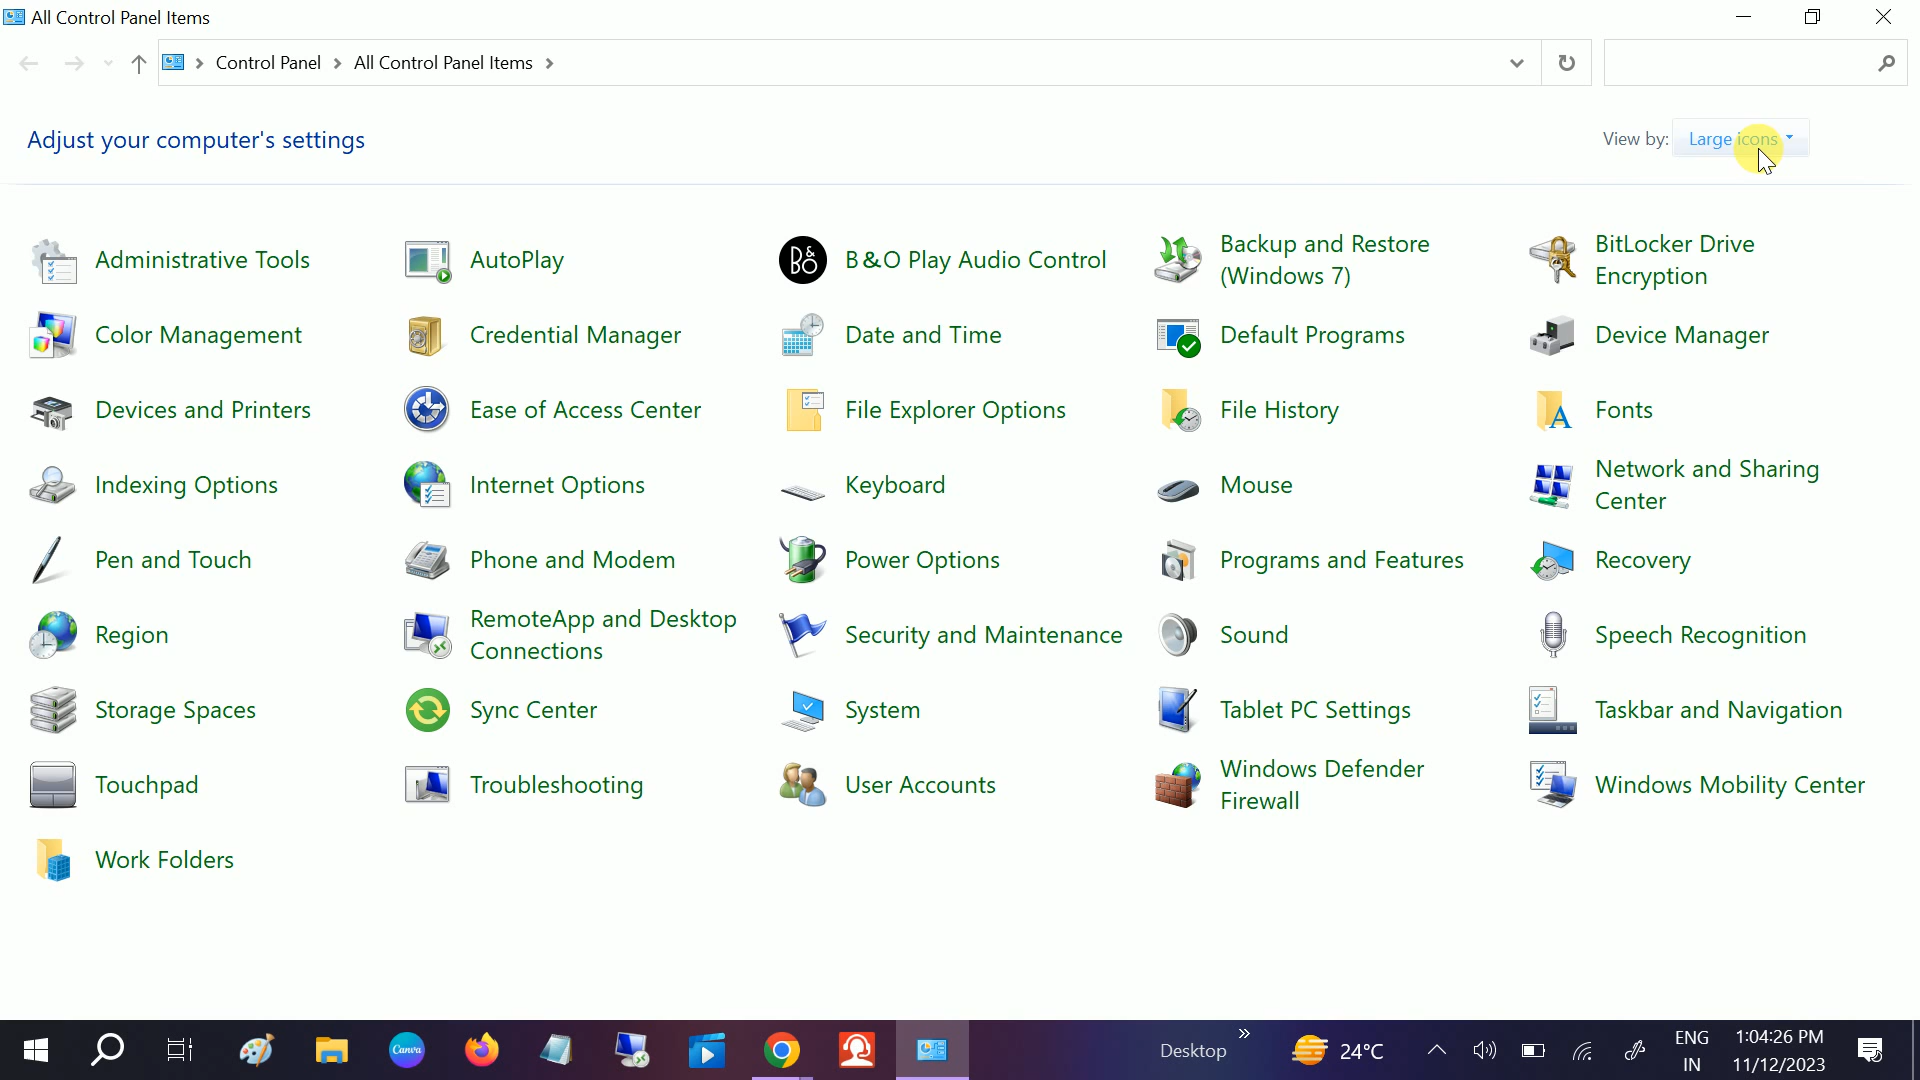 All Control Panel Items
Control Panel > All Control Panel Items >
Adjust your computer's settings
View by: Large icons
Administrative Tools
AutoPlay
B&O
B&O Play Audio Control
Backup and Restore
(Windows 7)
BitLocker Drive
Encryption
Color Management
Credential Manager
Date and Time
Default Programs
Device Manager
Devices and Printers
Ease of Access Center
File Explorer Options
File History
A
Fonts
Indexing Options
Internet Options
Keyboard
Mouse
Network and Sharing
Center
Pen and Touch
Phone and Modem
Power Options
Programs and Features
Recovery
Region
RemoteApp and Desktop
Connections
Security and Maintenance
Sound
Speech Recognition
Storage Spaces
Sync Center
System
Tablet PC Settings
Taskbar and Navigation
Touchpad
Troubleshooting
User Accounts
Windows Defender
Firewall
Windows Mobility Center
Work Folders
Canva
Desktop
24°C
ENG
IN
1:04:26 PM
11/12/2023